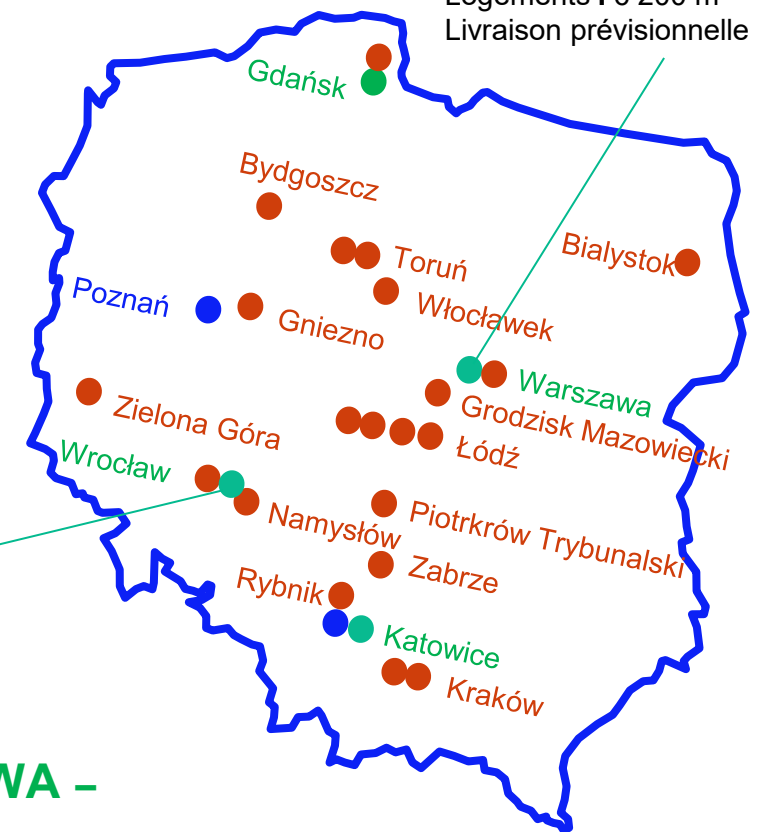 Livraison prévisionnelle
Gdańsk
Bydgoszcz
Toruń
Bialystok
Poznań
Włocławek
Gniezno
Warszawa
Grodzisk Mazowiecki
Zielona Góra
Łódź
Wrocław
Namysłów
Piotrkrów Trybunalski
Zabrze
Rybnik
Katowice
Kraków
WA –